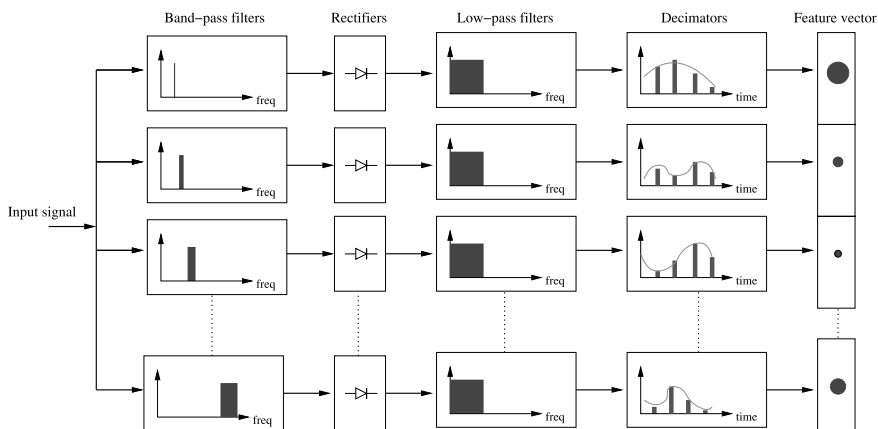 Band−pass filters
Rectifiers
Low−pass filters
Decimators
Feature vector
freq
freq
time
freq
freq
time
Input signal
freq
freq
time
freq
freq
time